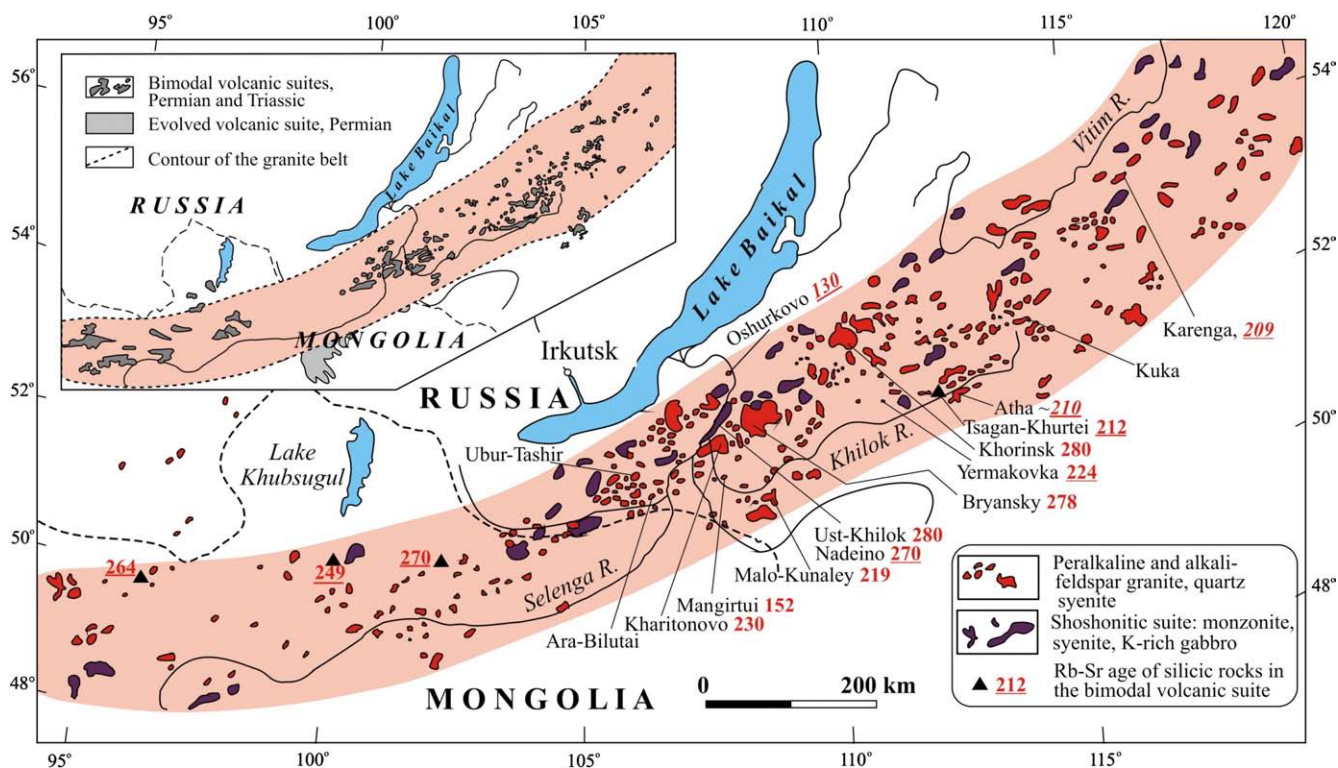 95°
100°
105°
110°
115°
120°
56°
54°
52°
50°
48°
54°
52°
50°
48°
95°
100°
105°
110°
115°
Bimodal volcanic suites,
Permian and Triassic
Evolved volcanic suite, Permian
Contour of the granite belt
RUSSIA
Lake Baikal
MONGOLIA
Irkutsk
RUSSIA
Lake Baikal
Oshurkovo 130
Vitim R.
Karenga, 209
Kuka
Atha ~210
Tsagan-Khurtei 212
Khorinsk 280
Yermakovka 224
Bryansky 278
Khilok R.
Lake
Khubsugul
Ubur-Tashir
Ust-Khilok 280
Nadeino 270
Malo-Kunaley 219
Mangirtui 152
Kharitonovo 230
Ara-Bilutai
Selenga R.
264
249
270
MONGOLIA
0 200 km
Peralkaline and alkali-
feldspar granite, quartz
syenite
Shoshonitic suite: monzonite,
syenite, K-rich gabbro
212 Rb-Sr age of silicic rocks in
the bimodal volcanic suite